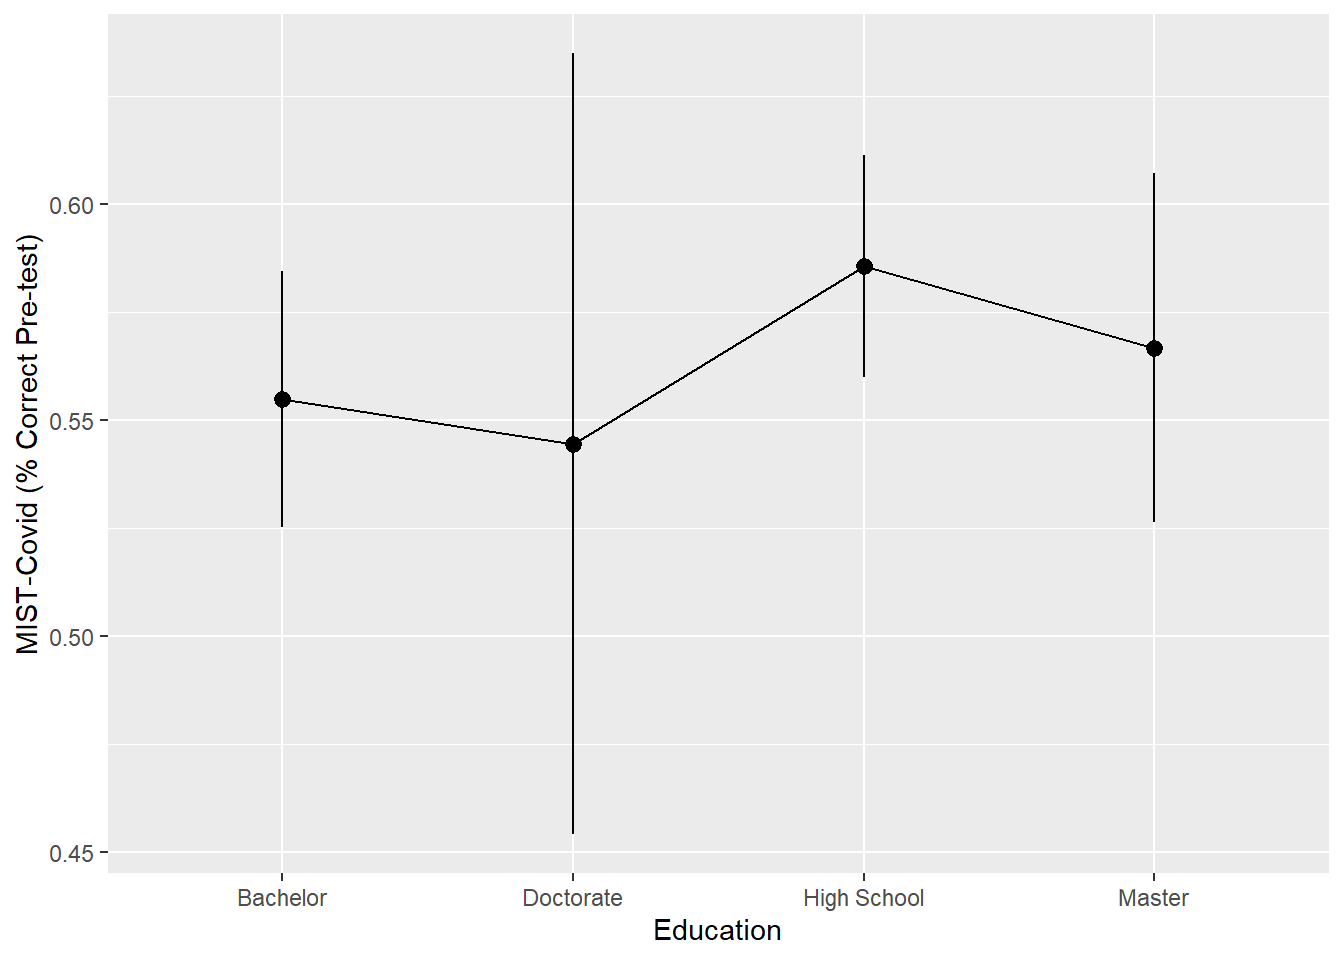 MIST-Covid (% Correct Pre-test)
0.60
0.55
0.50
0.45
Bachelor Doctorate High School Master
Education